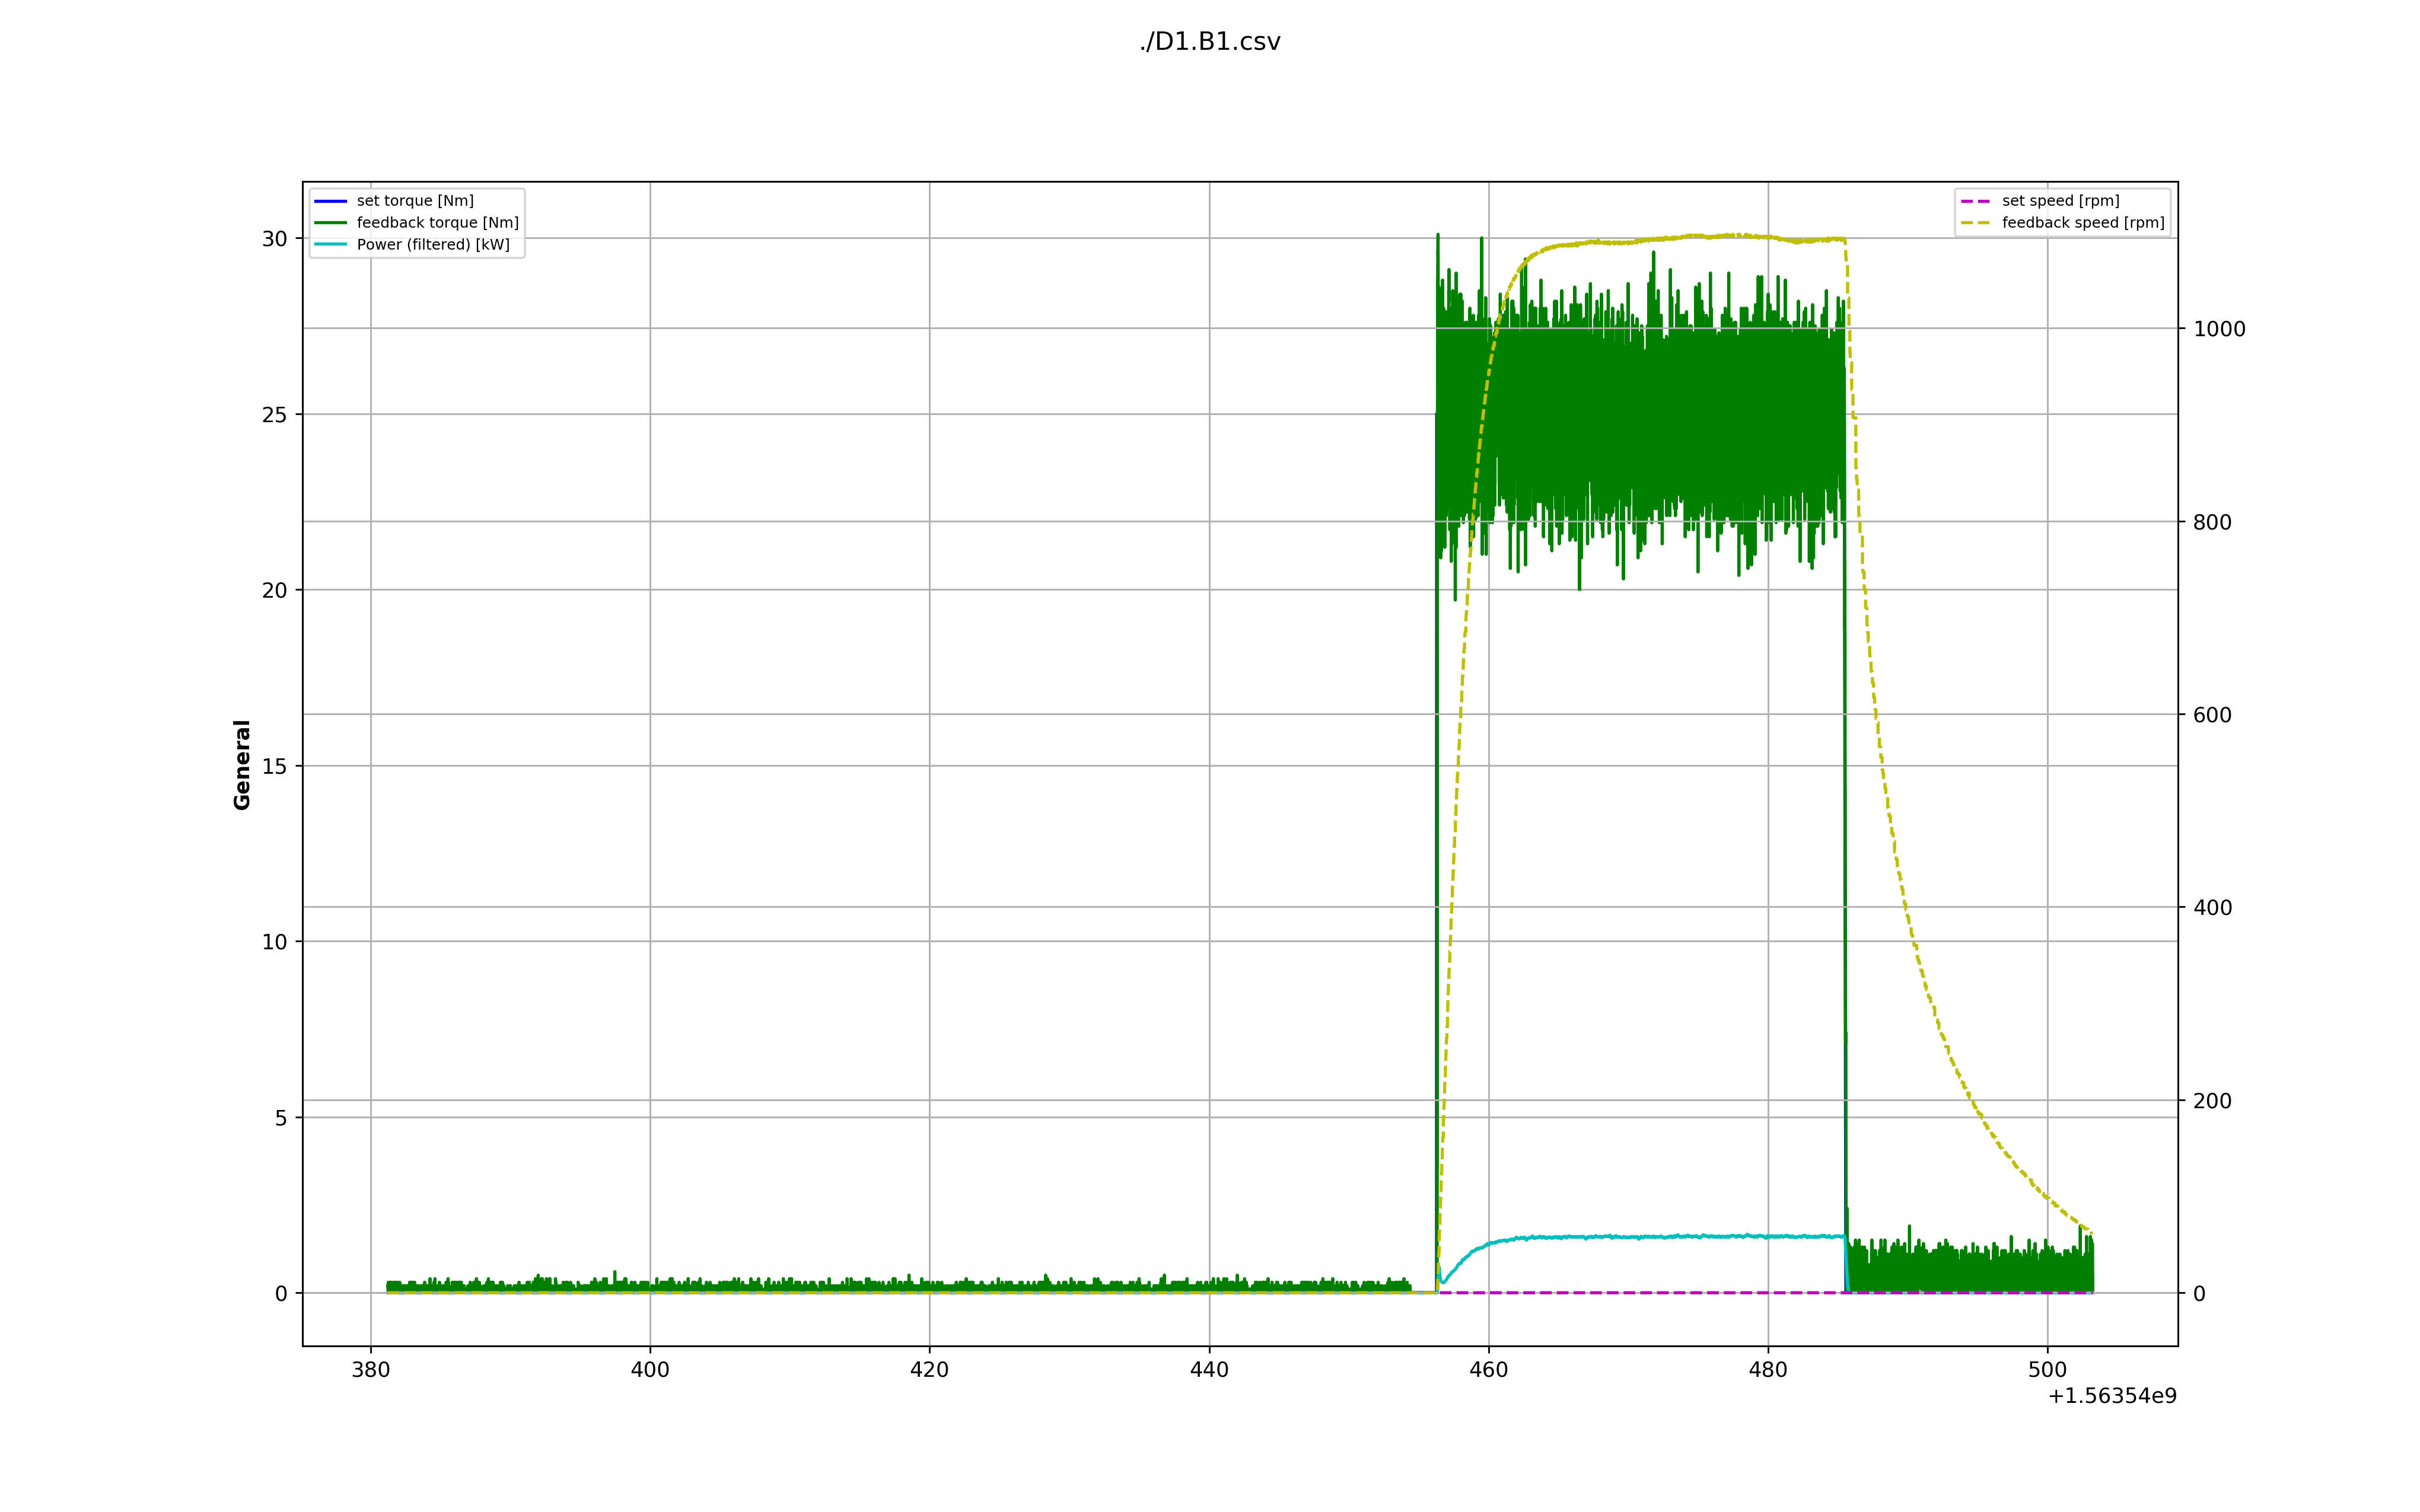 ./D1.B1.csv
set torque [Nm]
feedback torque [Nm]
Power (filtered) [kW]
set speed [rpm]
feedback speed [rpm]
General
30
25
20
15
10
5
0
1000
800
600
400
200
0
380 400 420 440 460 480 500
+1.56354e9